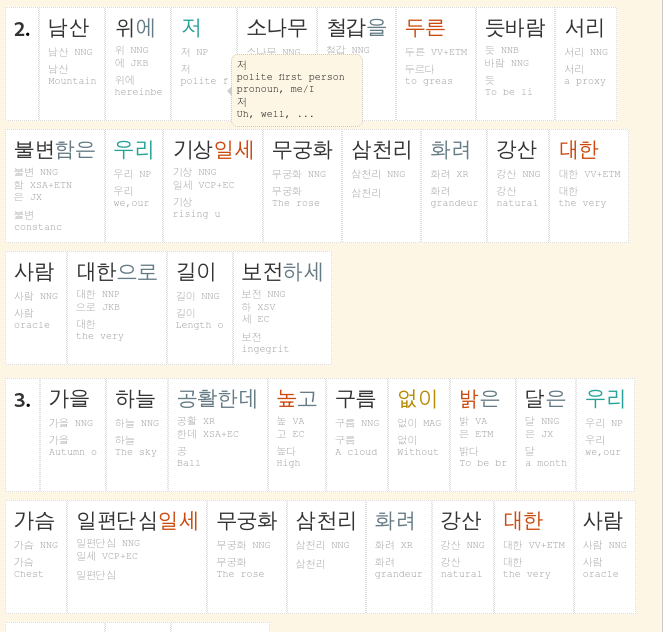 2. 남산 위에 저 소나무 철갑을 두른 듯바람 서리
남산 NNG 위 NNG 저 NP 소나무 NNG 철갑 NNG 두른 VV+ETM 듯 NNB 서리 NNG
에 JKB 바람 NNG
남산 위에 저 두르다 듯 서리
Mountain hereinbe polite f to greas To be li a proxy
저
polite first person
pronoun, me/I
저
Uh, well, ...
불변함은 우리 기상일세 무궁화 삼천리 화려 강산 대한
불변 NNG 우리 NP 기상 NNG 무궁화 NNG 삼천리 NNG 화려 XR 강산 NNG 대한 VV+ETM
함 XSA+ETN 일세 VCP+EC
은 JX
불변 우리 기상 무궁화 삼천리 화려 강산 대한
constanc we,our rising u The rose grandeur natural the very
사람 대한으로 길이 보전하세
사람 NNG 대한 NNP 길이 NNG 보전 NNG
으로 JKB 하 XSV
세 EC
사람 대한 길이 보전
oracle the very Length o ingegrit
3. 가을 하늘 공활한데 높고 구름 없이 밝은 달은 우리
가을 NNG 하늘 NNG 공활 XR 높 VA 구름 NNG 없이 MAG 밝 VA 달 NNG 우리 NP
한데 XSA+EC 고 EC 은 ETM 은 JX
가을 하늘 공 높다 구름 없이 밝다 달 우리
Autumn o The sky Ball High A cloud Without To be br a month we,our
가슴 일편단심일세 무궁화 삼천리 화려 강산 대한 사람
가슴 NNG 일편단심 NNG 무궁화 NNG 삼천리 NNG 화려 XR 강산 NNG 대한 VV+ETM 사람 NNG
일세 VCP+EC
가슴 일편단심 무궁화 삼천리 화려 강산 대한 사람
Chest The rose grandeur natural the very oracle